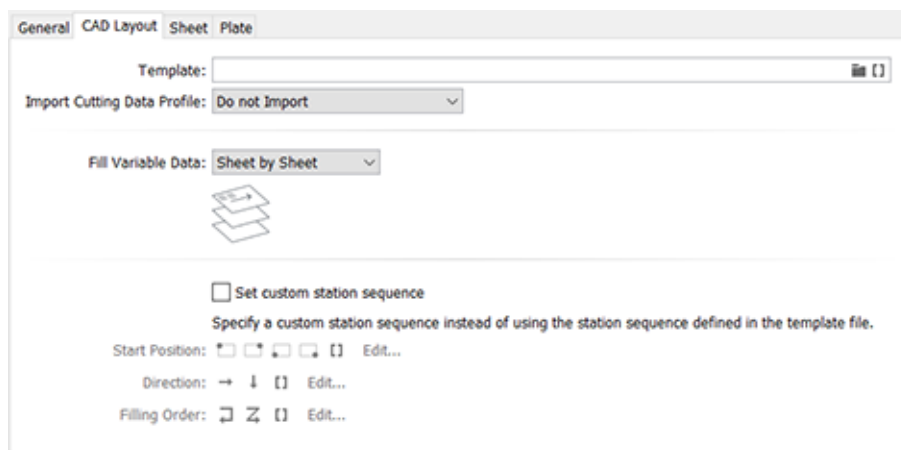 General CAD Layout Sheet Plate
Template:
Import Cutting Data Profile: Do not Import
Fill Variable Data: Sheet by Sheet
Set custom station sequence
Specify a custom station sequence instead of using the station sequence defined in the template file.
Start Position: [] Edit...
Direction: [] Edit...
Filling Order: [] Edit...